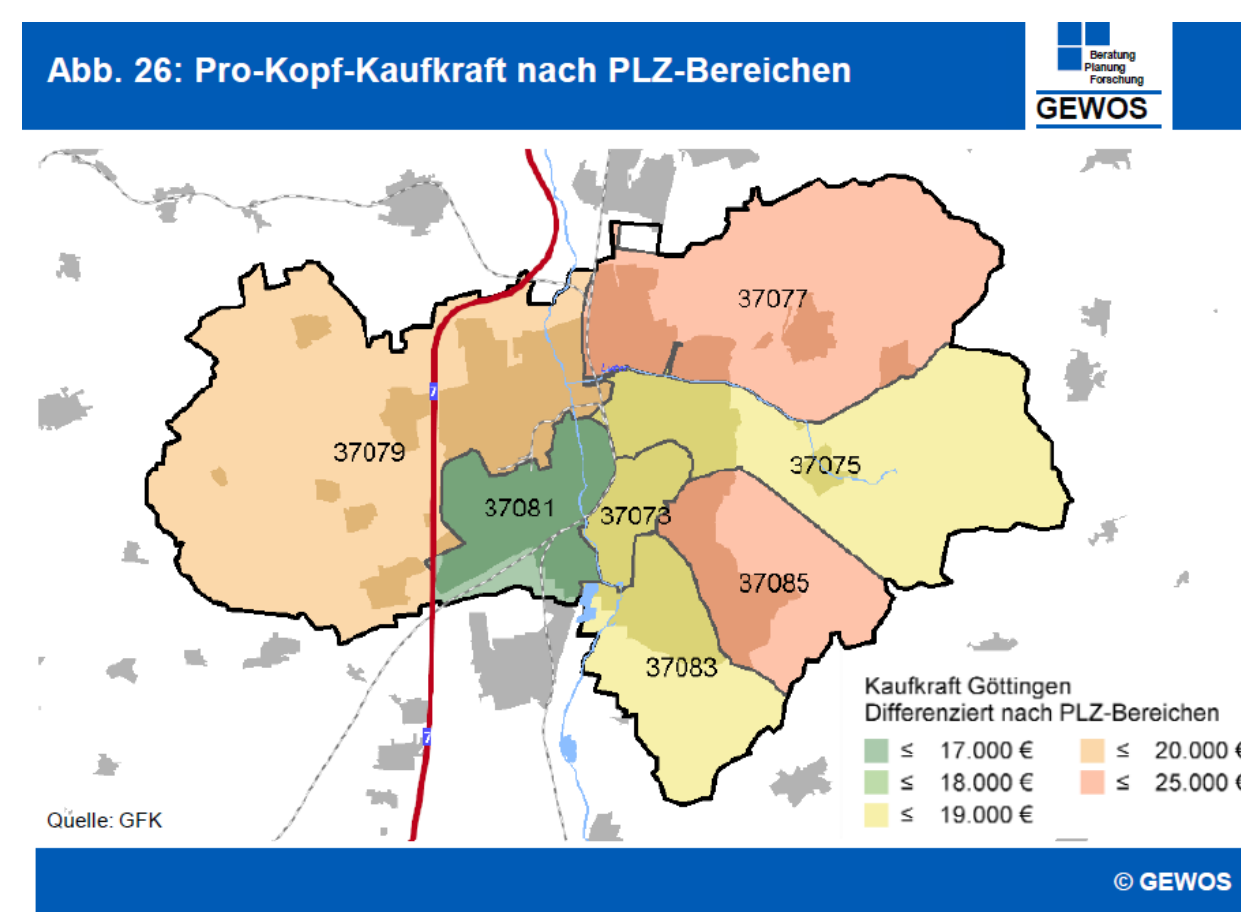 Abb. 26: Pro-Kopf-Kaufkraft nach PLZ-Bereichen
Beratung
Planung
Forschung
GEWOS
37077
7
37079
37075
37081
37073
37085
37083
7
Kaufkraft Göttingen
Differenziert nach PLZ-Bereichen
≤ 17.000 € ≤ 20.000 €
≤ 18.000 € ≤ 25.000 €
≤ 19.000 €
Quelle: GFK
© GEWOS